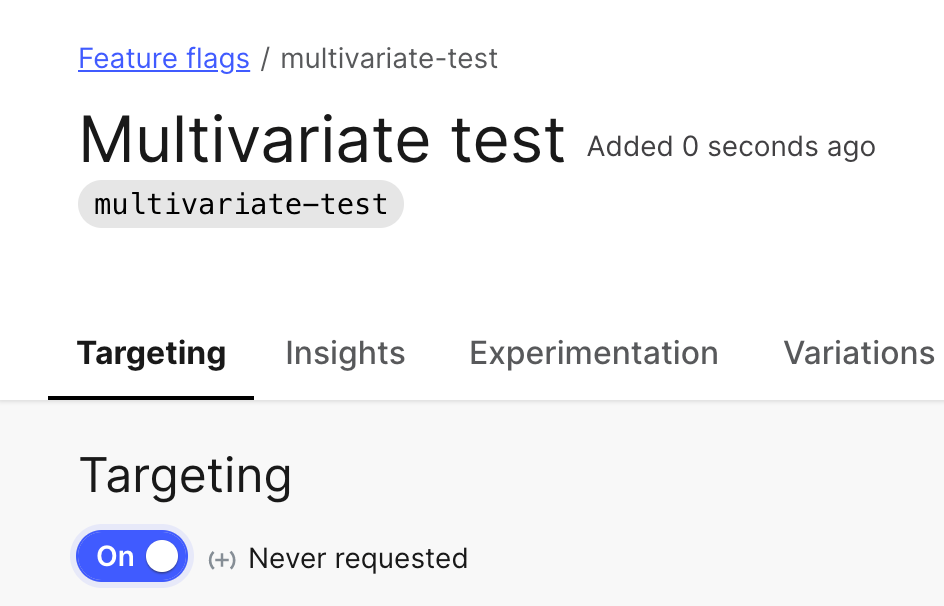 Feature flags / multivariate-test
Multivariate test Added 0 seconds ago
multivariate-test
Targeting Insights Experimentation Variations
Targeting
On (+) Never requested